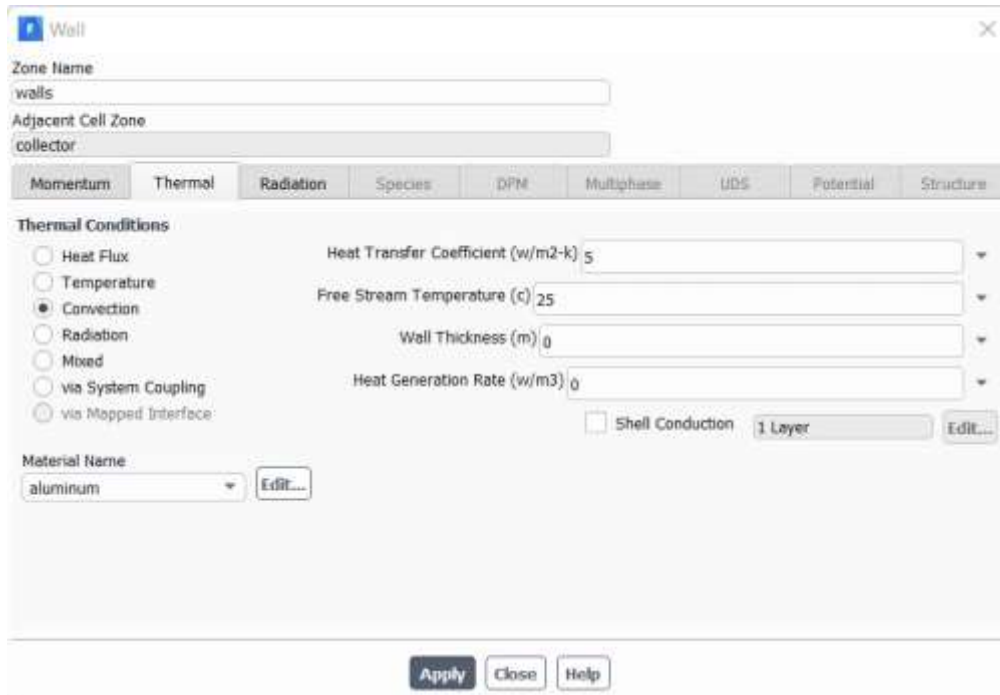 Wall
Zone Name
walls
Adjacent Cell Zone
collector
Momentum Thermal Radiation Species DPM Multiphase UDS Potential Structure
Thermal Conditions
Heat Flux
Temperature
Convection
Radiation
Mixed
via System Coupling
via Mapped Interface
Heat Transfer Coefficient (w/m2-k) 5
Free Stream Temperature (c) 25
Wall Thickness (m) 0
Heat Generation Rate (w/m3) 0
Shell Conduction 1 Layer Edit...
Material Name
aluminum Edit...
Apply Close Help